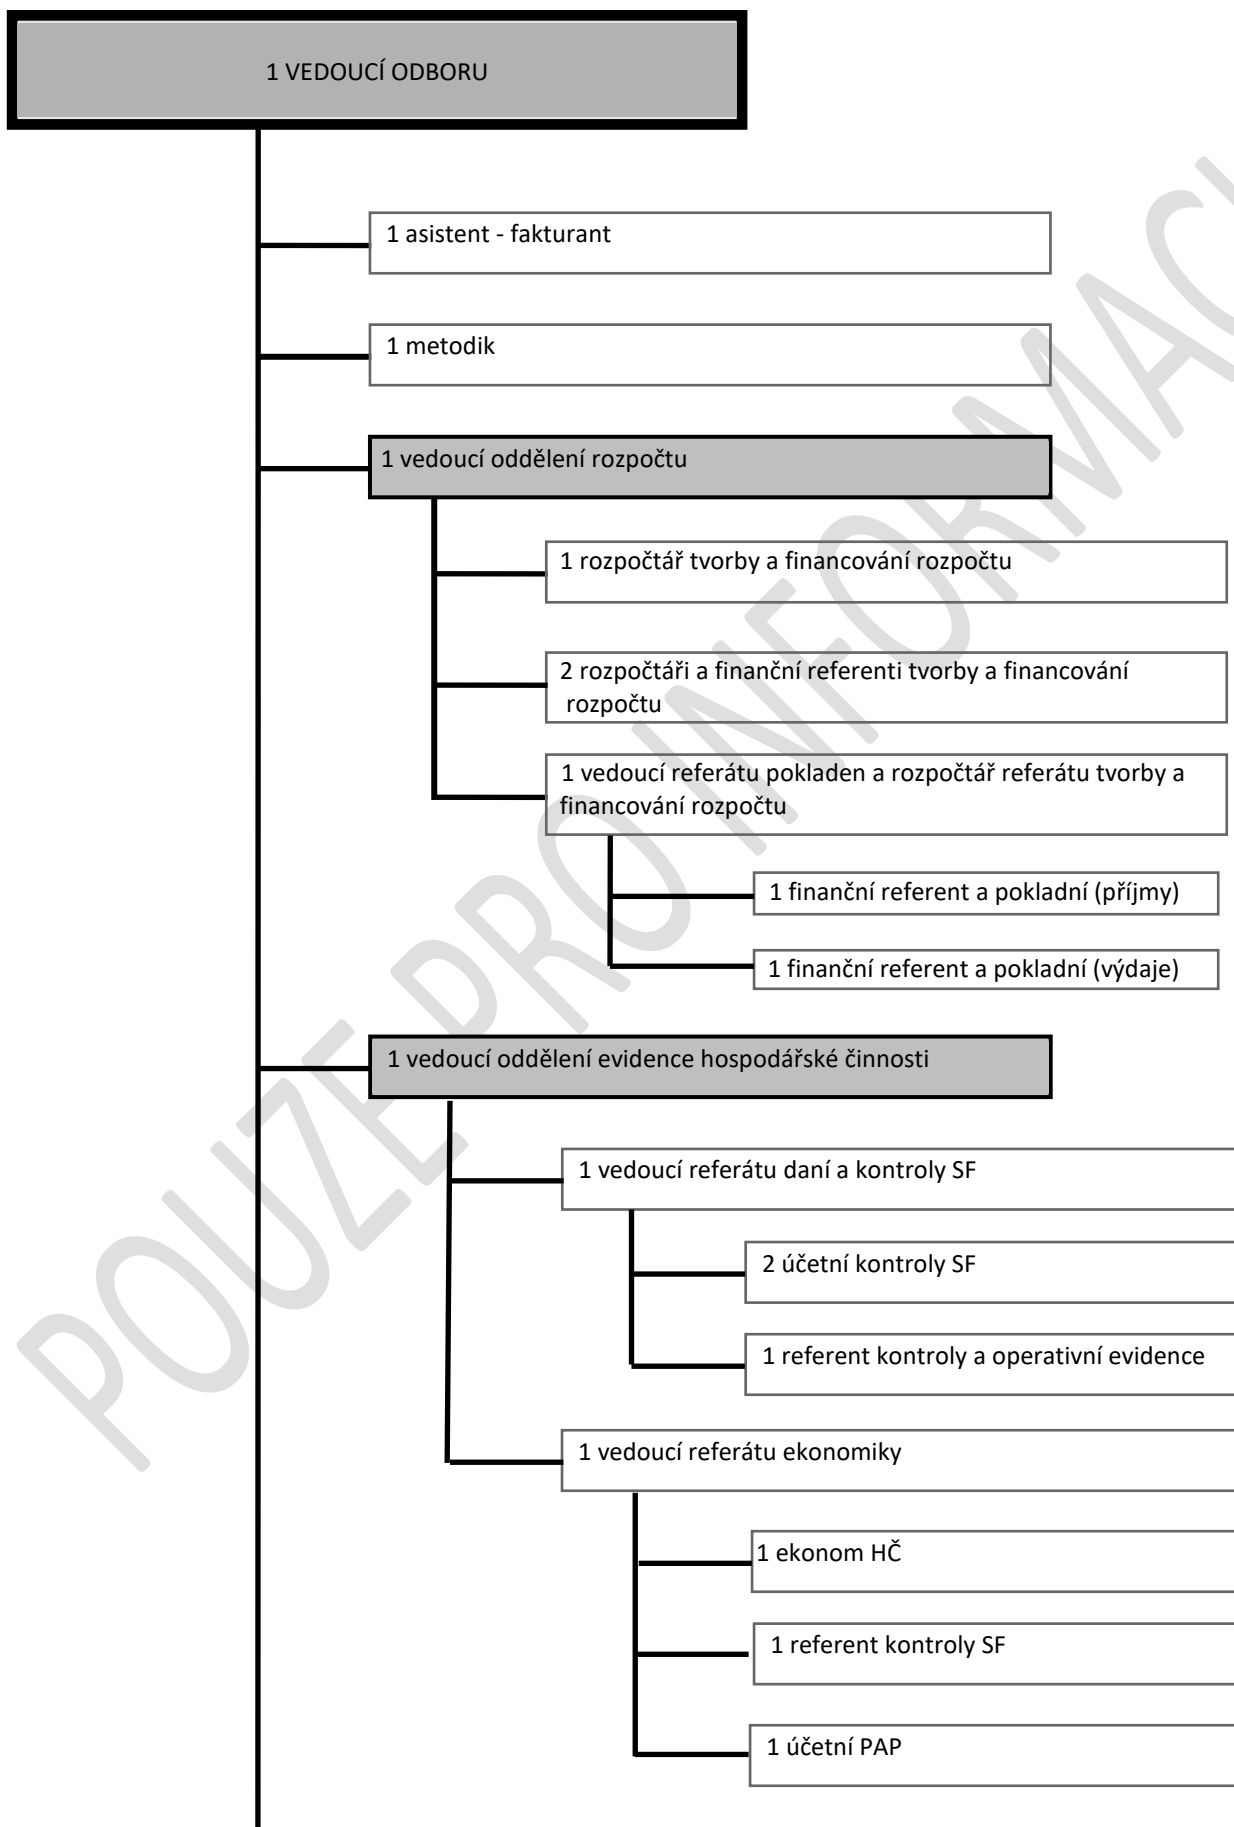 1 VEDOUCÍ ODBORU
1 asistent - fakturant
1 metodik
1 vedoucí oddělení rozpočtu
1 rozpočtář tvorby a financování rozpočtu
2 rozpočtáři a finanční referenti tvorby a financování
rozpočtu
1 vedoucí referátu pokladen a rozpočtář referátu tvorby a
financování rozpočtu
1 finanční referent a pokladní (příjmy)
1 finanční referent a pokladní (výdaje)
1 vedoucí oddělení evidence hospodářské činnosti
1 vedoucí referátu daní a kontroly SF
2 účetní kontroly SF
1 referent kontroly a operativní evidence
1 vedoucí referátu ekonomiky
1 ekonom HČ
1 referent kontroly SF
1 účetní PAP
POUZE PRO